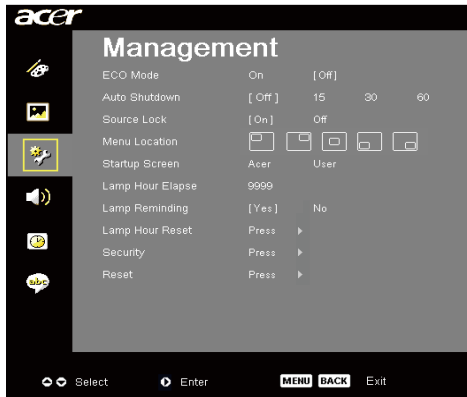 acer
Management
ECO Mode On [Off]
Auto Shutdown [ Off ] 15 30 60
Source Lock [On] Off
Menu Location
Startup Screen Acer User
Lamp Hour Elapse 9999
Lamp Reminding [Yes] No
Lamp Hour Reset Press
Security Press
Reset Press
abc
Select Enter MENU BACK Exit